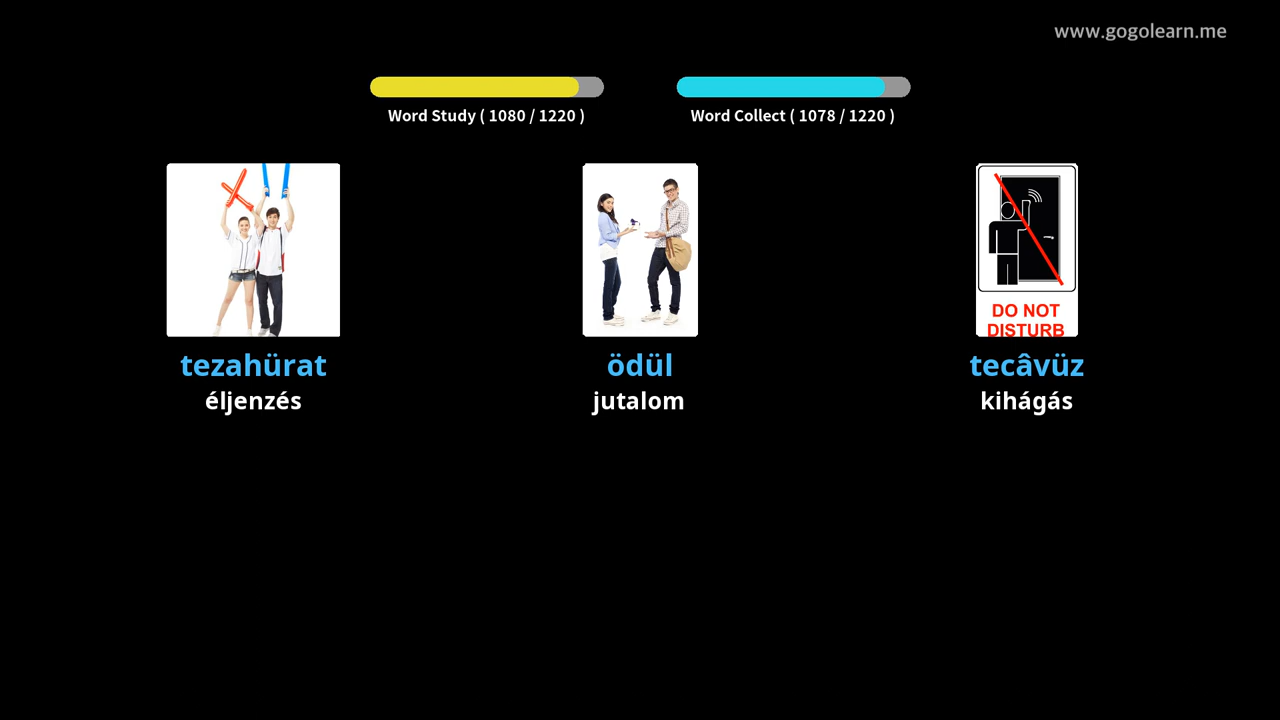 www.gogolearn.me
Word Study ( 1080 / 1220 )
Word Collect ( 1078 / 1220 )
DO NOT
DISTURB
tezahürat
ödül
tecâvüz
éljenzés
jutalom
kihágás